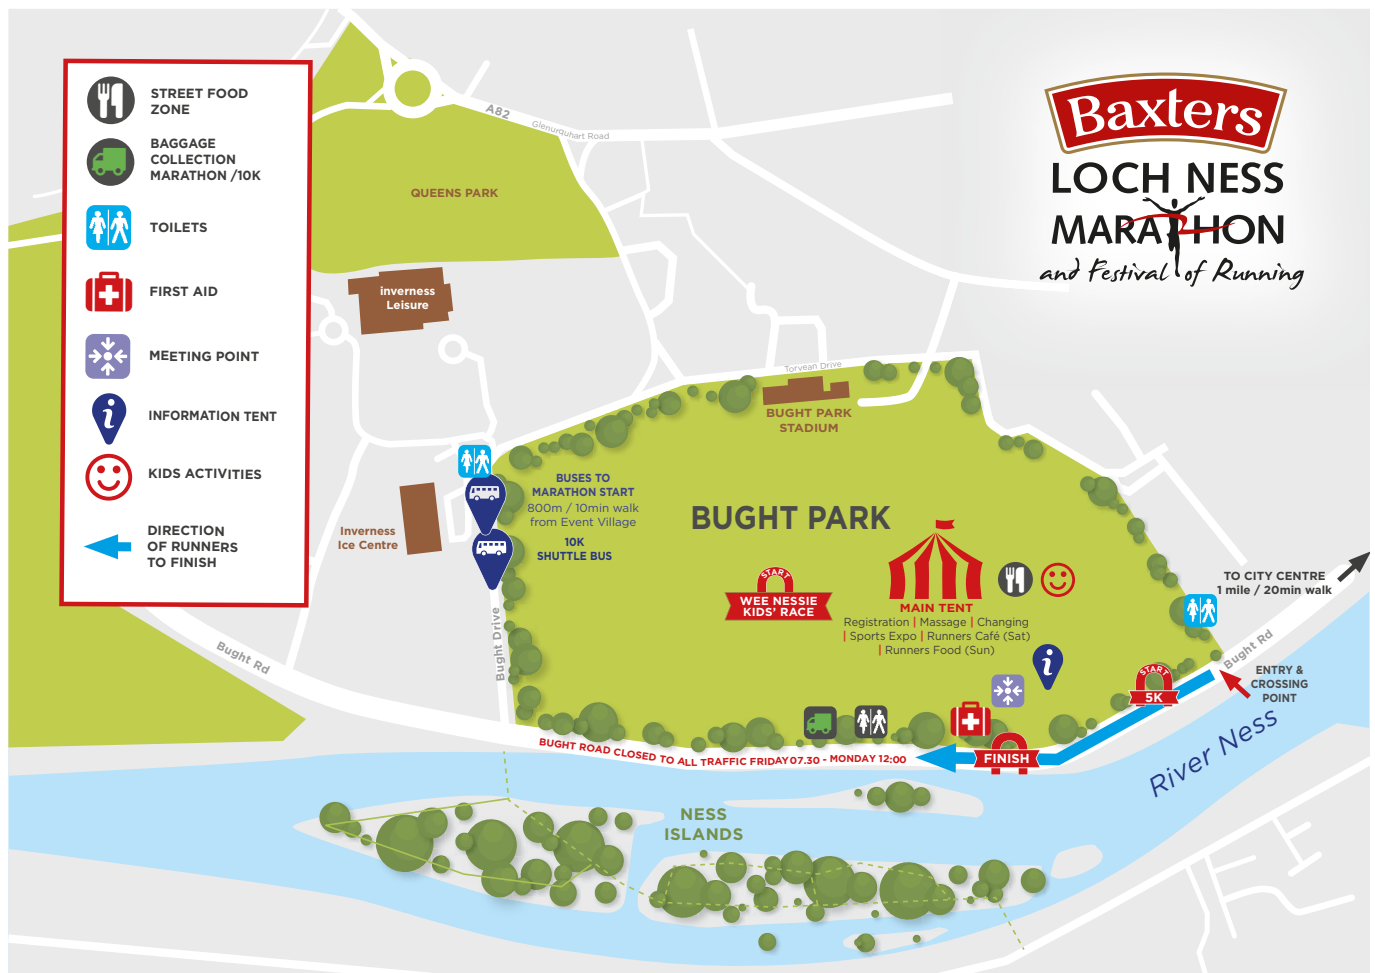 STREET FOOD
ZONE
BAGGAGE
COLLECTION
MARATHON /10K
TOILETS
FIRST AID
MEETING POINT
i
INFORMATION TENT
KIDS ACTIVITIES
DIRECTION
OF RUNNERS
TO FINISH
Baxters
LOCH NESS
MARATHON
and Festival of Running
A82
Glenurquhart Road
QUEENS PARK
inverness
Leisure
Torvean Drive
BUGHT PARK
STADIUM
BUSES TO
MARATHON START
800m / 10min walk
from Event Village
10K
SHUTTLE BUS
Inverness
Ice Centre
BUGHT PARK
START
WEE NESSIE
KIDS' RACE
MAIN TENT
Registration | Massage | Changing
| Sports Expo | Runners Café (Sat)
| Runners Food (Sun)
i
TO CITY CENTRE
1 mile / 20min walk
Bught Rd
Bught Drive
Bught Rd
ENTRY &
CROSSING
POINT
START
5K
FINISH
BUGHT ROAD CLOSED TO ALL TRAFFIC FRIDAY 07.30 - MONDAY 12:00
River Ness
NESS
ISLANDS